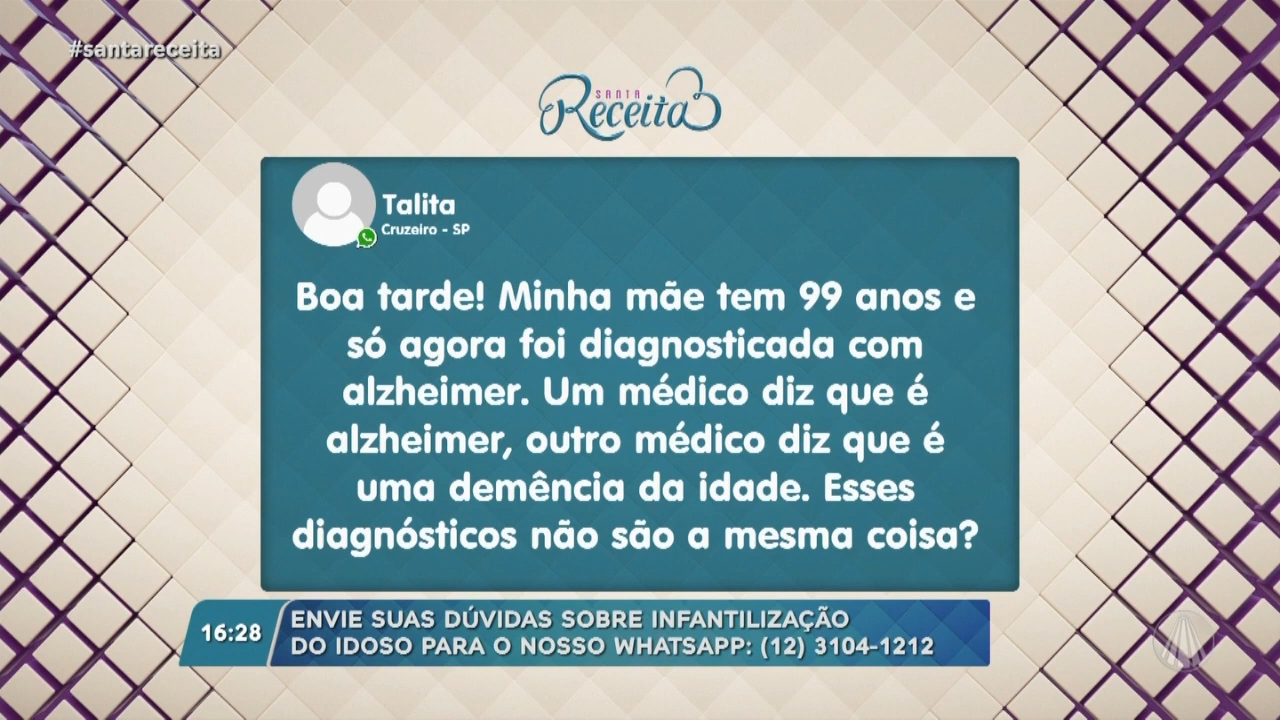 #santareceita
SANTA
Receita
Talita
Cruzeiro - SP
Boa tarde! Minha mãe tem 99 anos e
só agora foi diagnosticada com
alzheimer. Um médico diz que é
alzheimer, outro médico diz que é
uma demência da idade. Esses
diagnósticos não são a mesma coisa?
16:28
ENVIE SUAS DÚVIDAS SOBRE INFANTILIZAÇÃO
DO IDOSO PARA O NOSSO WHATSAPP: (12) 3104-1212